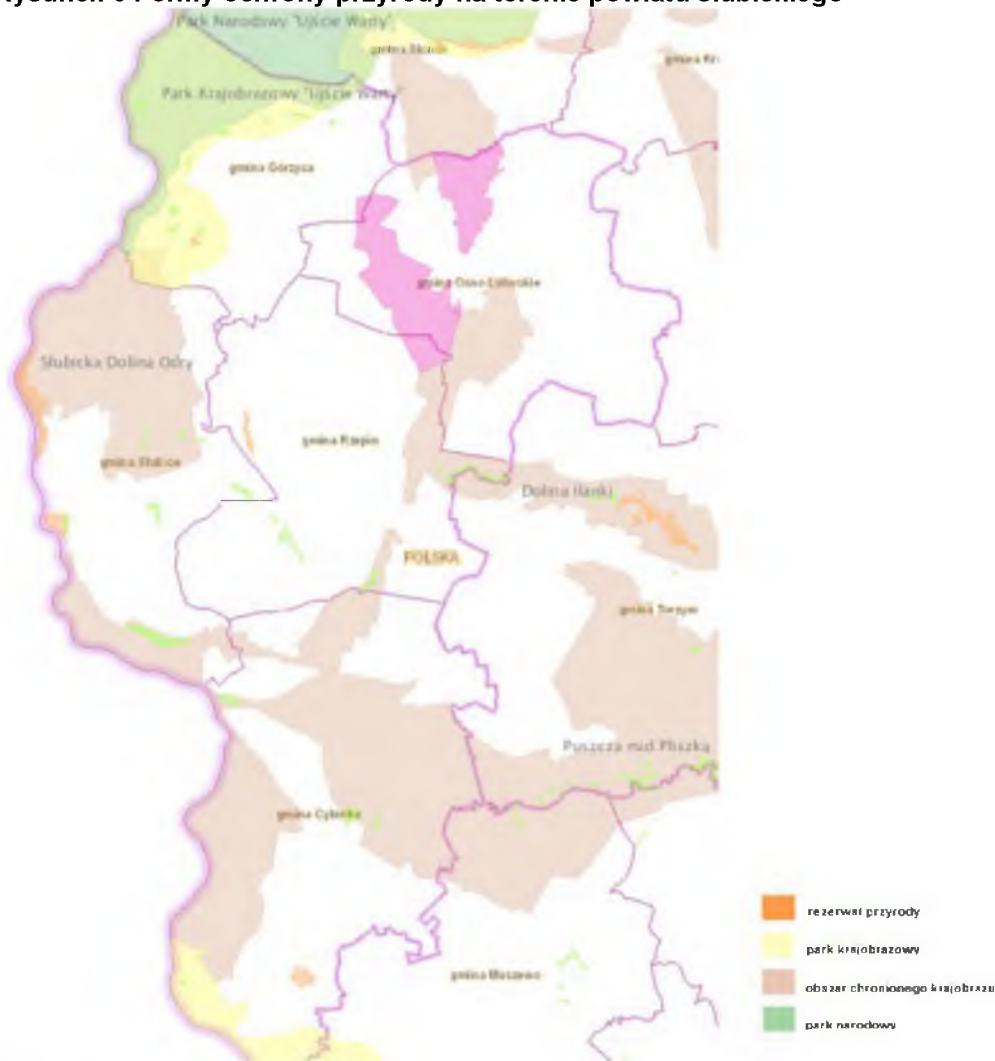 Park Narodowy "Ujście Warty"
Park Krajobrazowy "Ujście Warty"
gmina Górzyca
gmina Ośno Lubuskie
Słubicka Dolina Odry
gmina Rzepin
gmina Słubice
Dolina Ilanki
POLSKA
gmina Torzym
Puszcza nad Pliszką
gmina Cybinka
gmina Maszewo
rezerwat przyrody
park krajobrazowy
obszar chronionego krajobrazu
park narodowy